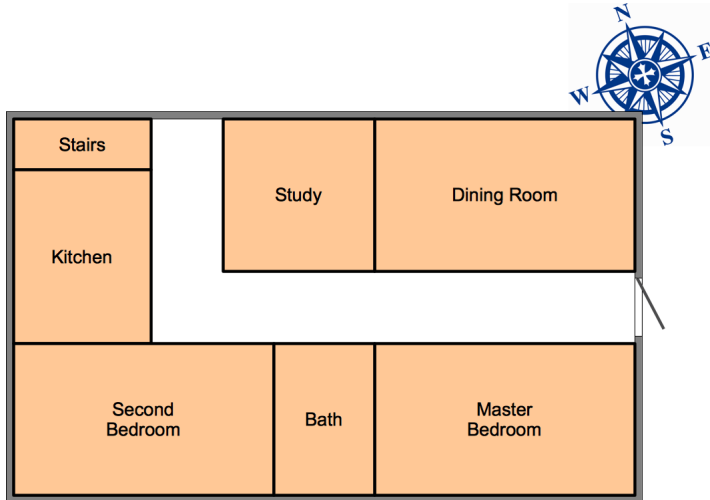 N
E
W
S
Stairs
Study
Dining Room
Kitchen
Second
Bedroom
Bath
Master
Bedroom